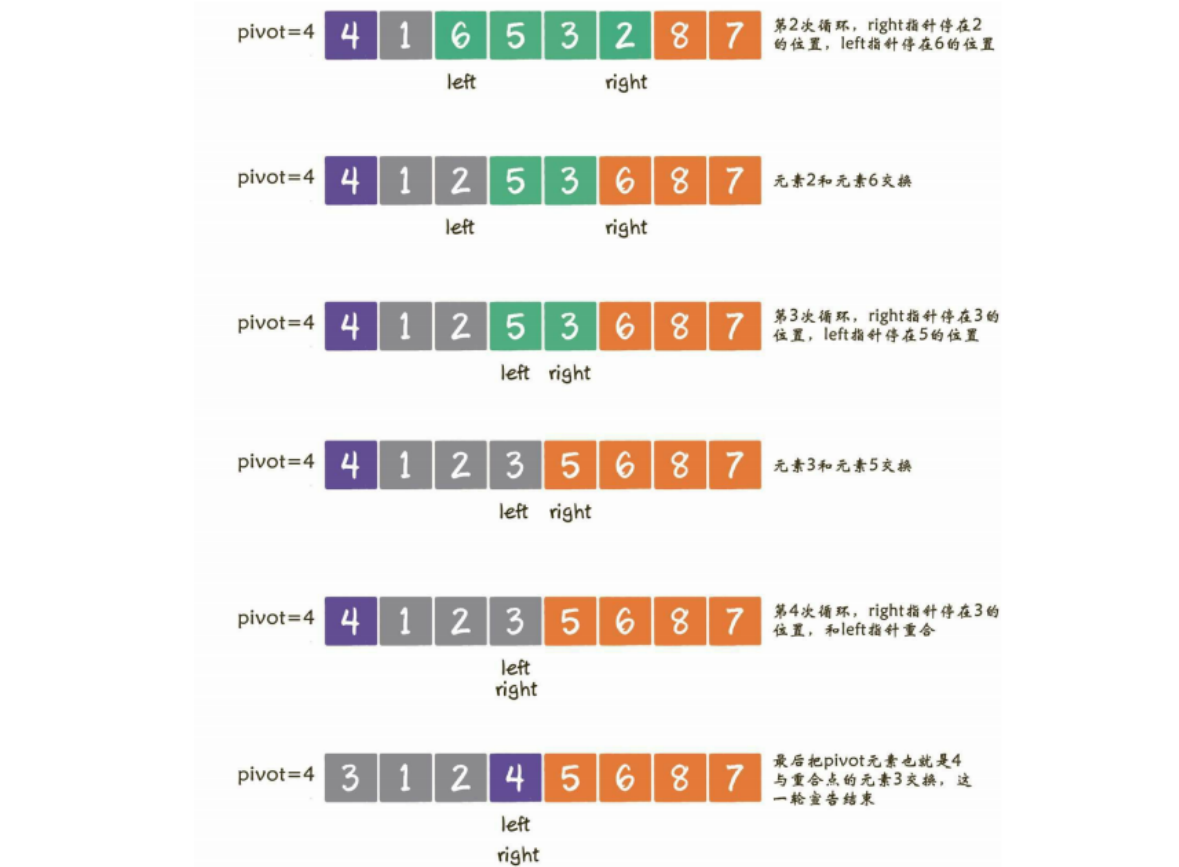 pivot=4 4 1 6 5 3 2 8 7 第2次循环，right指针停在2
的位置，left指针停在6的位置
left right
pivot=4 4 1 2 5 3 6 8 7 元素2和元素6交换
left right
pivot=4 4 1 2 5 3 6 8 7 第3次循环，right指针停在3的
位置，left指针停在5的位置
left right
pivot=4 4 1 2 3 5 6 8 7 元素3和元素5交换
left right
pivot=4 4 1 2 3 5 6 8 7 第4次循环，right指针停在3的
位置，和left指针重合
left
right
pivot=4 3 1 2 4 5 6 8 7 最后把pivot元素也就是4
与重合点的元素3交换，这
一轮宣告结束
left
right